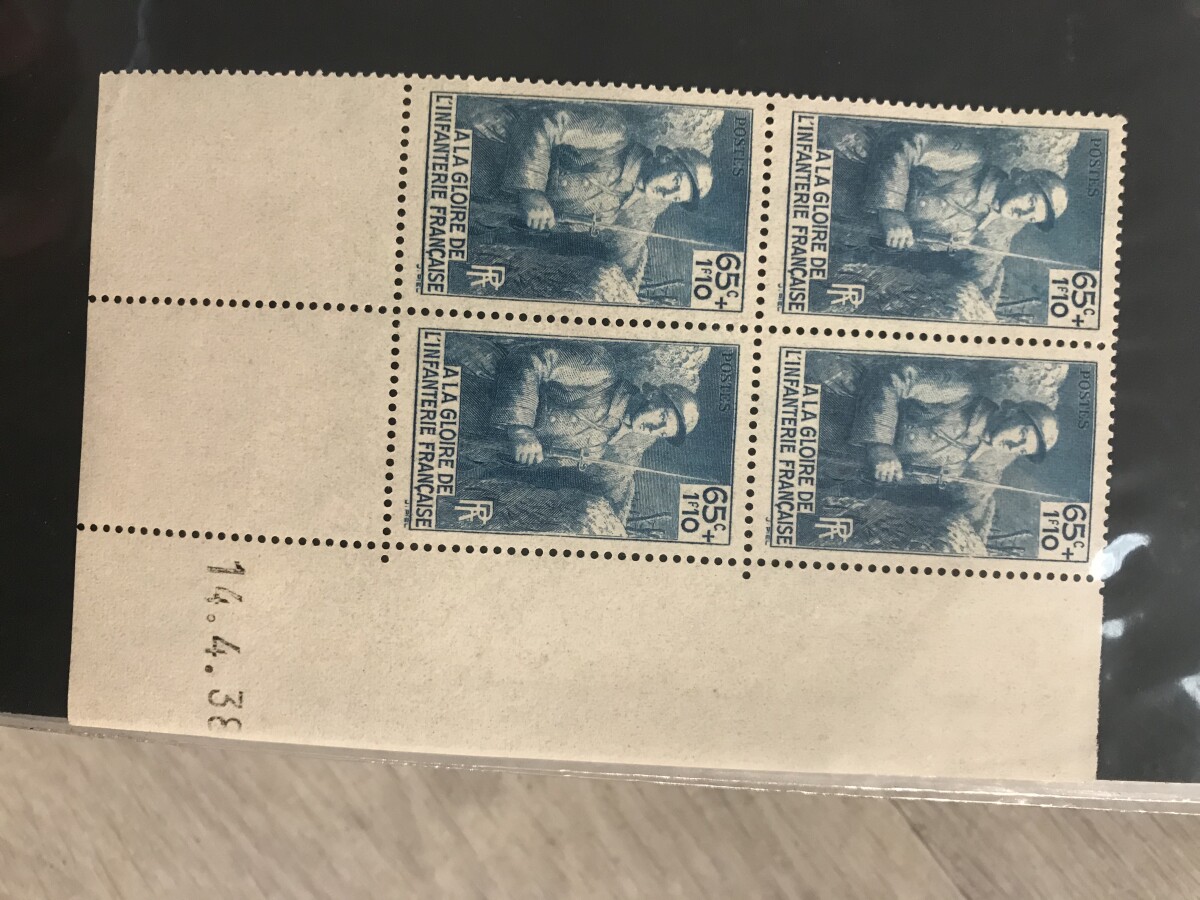 POSTES
65ᶜ+
1ᶠ10
RF
A LA GLOIRE DE
L'INFANTERIE FRANÇAISE
POSTES
65ᶜ+
1ᶠ10
RF
A LA GLOIRE DE
L'INFANTERIE FRANÇAISE
POSTES
65ᶜ+
1ᶠ10
RF
A LA GLOIRE DE
L'INFANTERIE FRANÇAISE
POSTES
65ᶜ+
1ᶠ10
RF
A LA GLOIRE DE
L'INFANTERIE FRANÇAISE
14.4.38